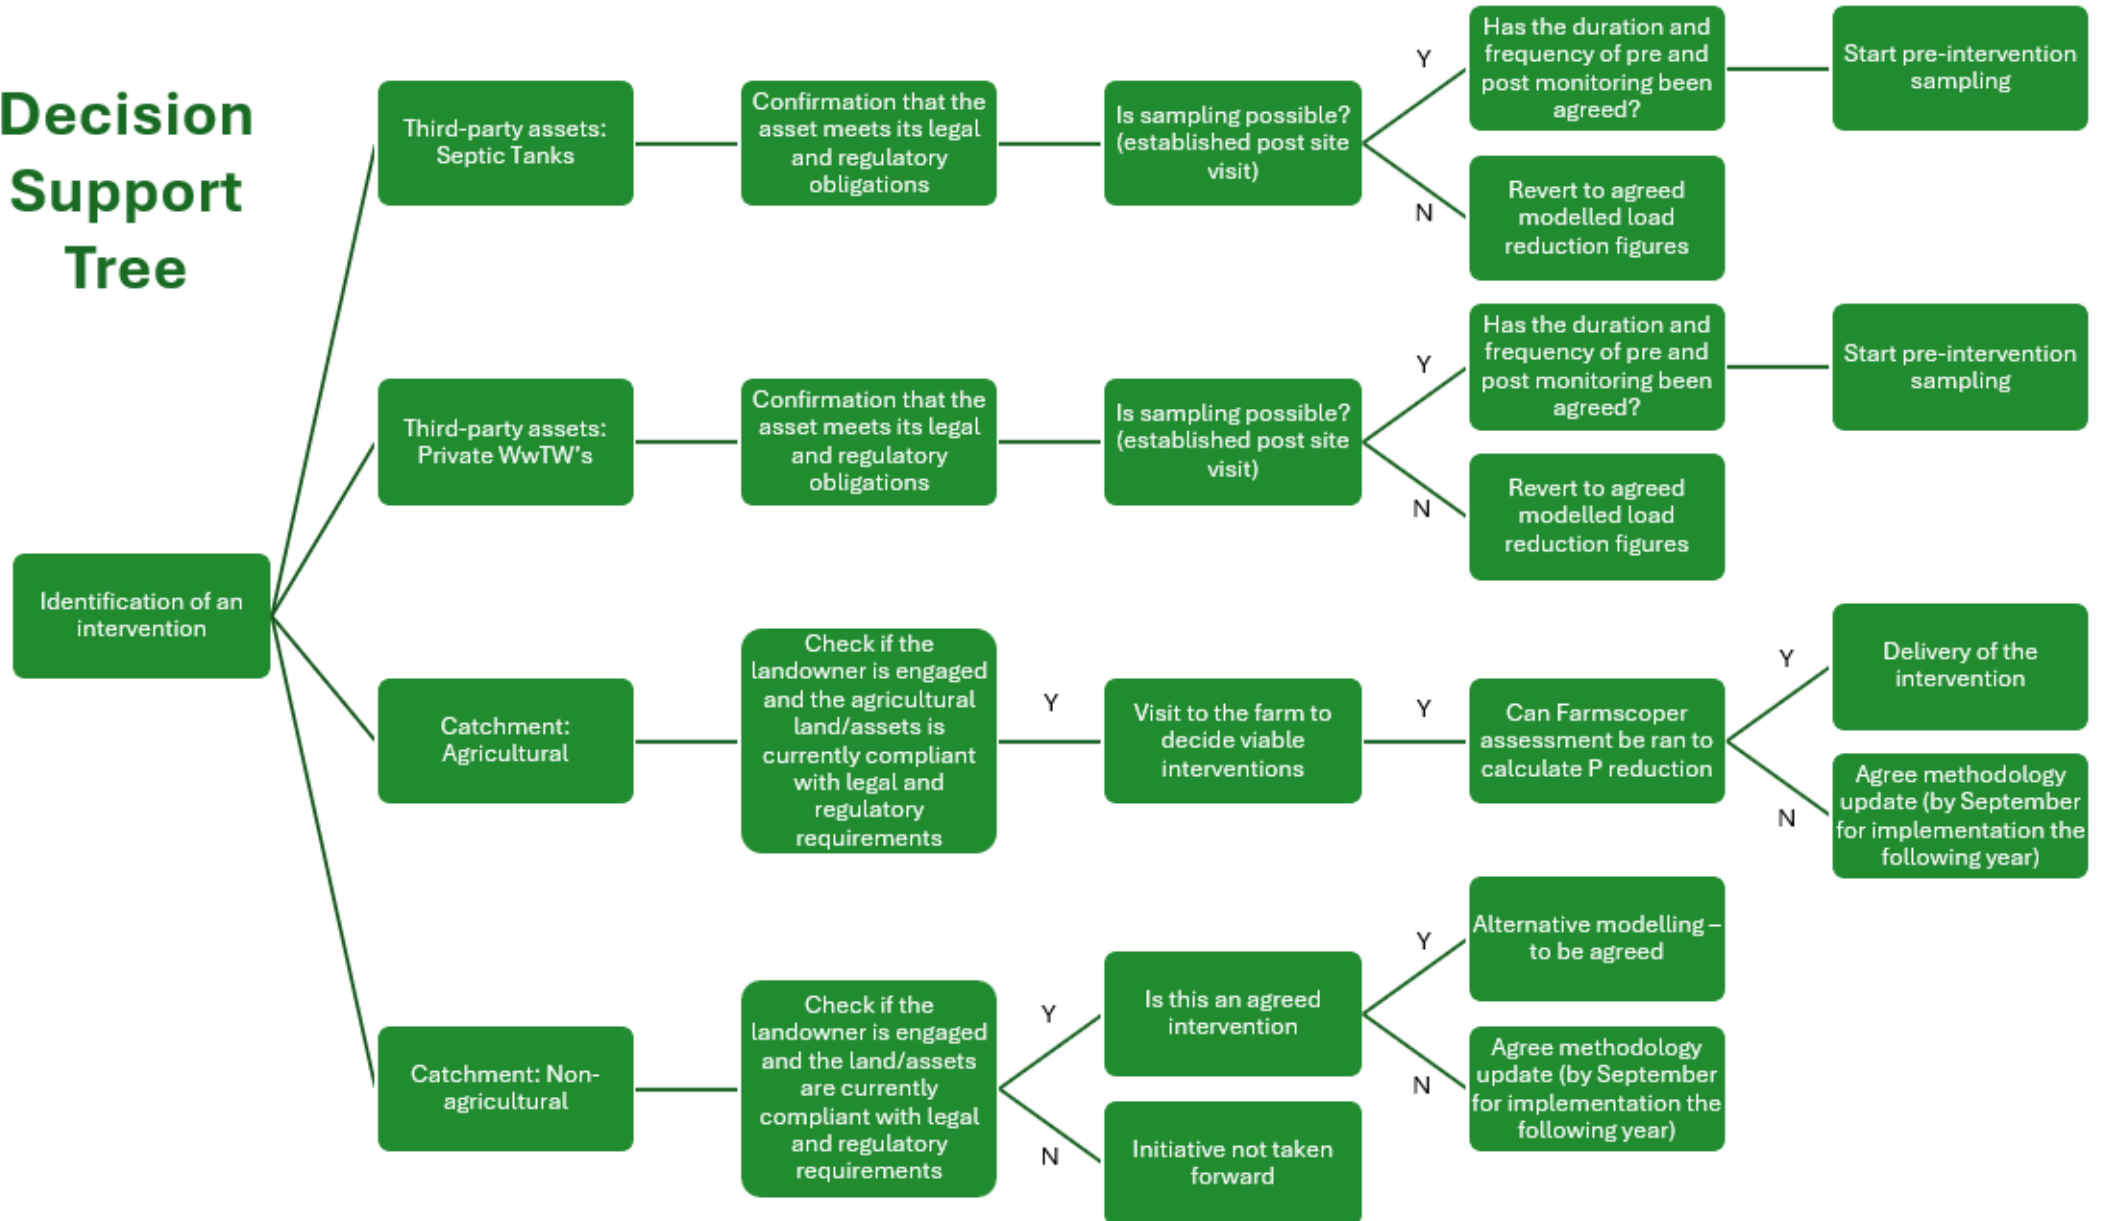 Decision
Support
Tree
Identification of an
intervention
Third-party assets:
Septic Tanks
Confirmation that the
asset meets its legal
and regulatory
obligations
Is sampling possible?
(established post site
visit)
Y
Has the duration and
frequency of pre and
post monitoring been
agreed?
Start pre-intervention
sampling
N
Revert to agreed
modelled load
reduction figures
Third-party assets:
Private WwTW's
Confirmation that the
asset meets its legal
and regulatory
obligations
Is sampling possible?
(established post site
visit)
Y
Has the duration and
frequency of pre and
post monitoring been
agreed?
Start pre-intervention
sampling
N
Revert to agreed
modelled load
reduction figures
Catchment:
Agricultural
Check if the
landowner is engaged
and the agricultural
land/assets is
currently compliant
with legal and
regulatory
requirements
Y
Visit to the farm to
decide viable
interventions
Y
Can Farmscoper
assessment be ran to
calculate P reduction
Y
Delivery of the
intervention
N
Agree methodology
update (by September
for implementation the
following year)
Catchment: Non-
agricultural
Check if the
landowner is engaged
and the land/assets
are currently
compliant with legal
and regulatory
requirements
Y
Is this an agreed
intervention
Y
Alternative modelling –
to be agreed
N
Agree methodology
update (by September
for implementation the
following year)
N
Initiative not taken
forward